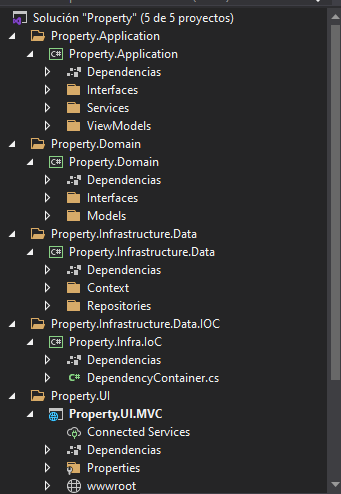 Solución "Property" (5 de 5 proyectos)
Property.Application
C# Property.Application
Dependencias
Interfaces
Services
ViewModels
Property.Domain
C# Property.Domain
Dependencias
Interfaces
Models
Property.Infrastructure.Data
C# Property.Infrastructure.Data
Dependencias
Context
Repositories
Property.Infrastructure.Data.IOC
C# Property.Infra.IoC
Dependencias
C# DependencyContainer.cs
Property.UI
Property.UI.MVC
Connected Services
Dependencias
Properties
wwwroot